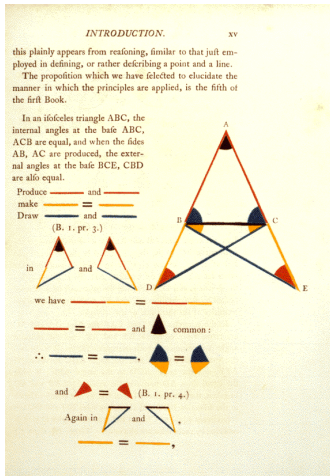 INTRODUCTION. xv
this plainly appears from reaſoning, ſimilar to that juſt em-
ployed in defining, or rather deſcribing a point and a line.
The propoſition which we have ſelected to elucidate the
manner in which the principles are applied, is the fifth of
the firſt Book.
In an iſoſceles triangle ABC, the
internal angles at the baſe ABC,
ACB are equal, and when the ſides
AB, AC are produced, the exter-
nal angles at the baſe BCE, CBD
are alſo equal.
Produce and
make =
Draw and
(B. 1. pr. 3.)
in and
we have =
= and common :
∴ = , =
and = (B. 1. pr. 4.)
Again in and ,
= ,
A
B
C
D
E